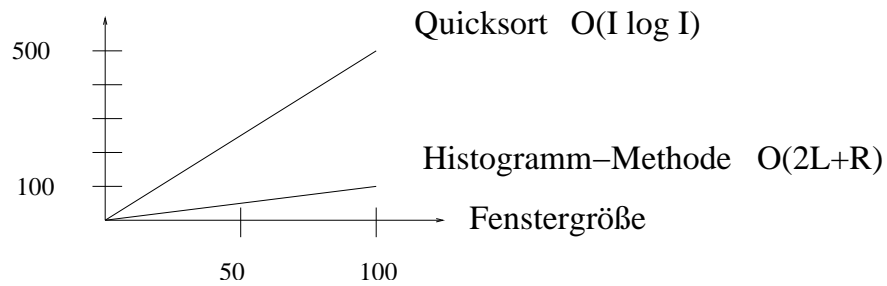 Quicksort O(I log I)
500
Histogramm−Methode O(2L+R)
100
Fenstergröße
50 100